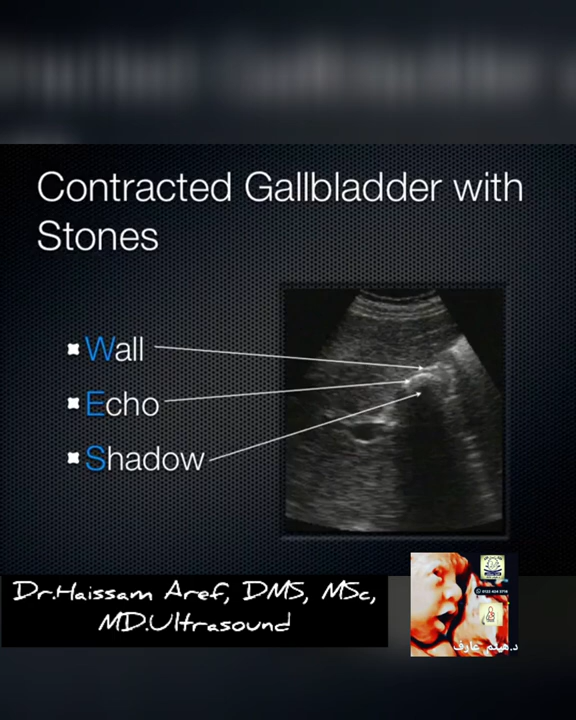 Contracted Gallbladder with
Stones
Wall
Echo
Shadow
Dr.Haissam Aref, DMS, MSc,
MD.Ultrasound
د.هيثم عارف